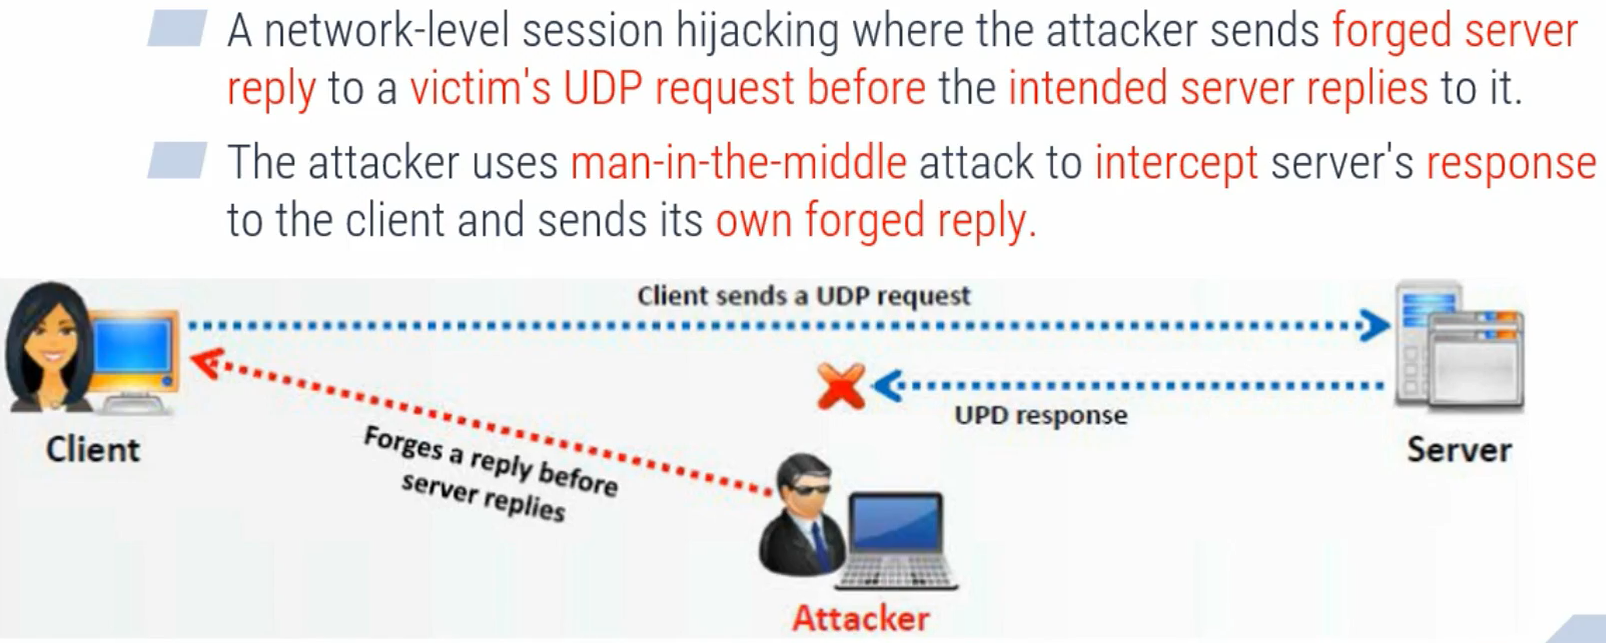 A network-level session hijacking where the attacker sends forged server
reply to a victim's UDP request before the intended server replies to it.
The attacker uses man-in-the-middle attack to intercept server's response
to the client and sends its own forged reply.
Client sends a UDP request
UPD response
Forges a reply before
server replies
Client
Server
Attacker